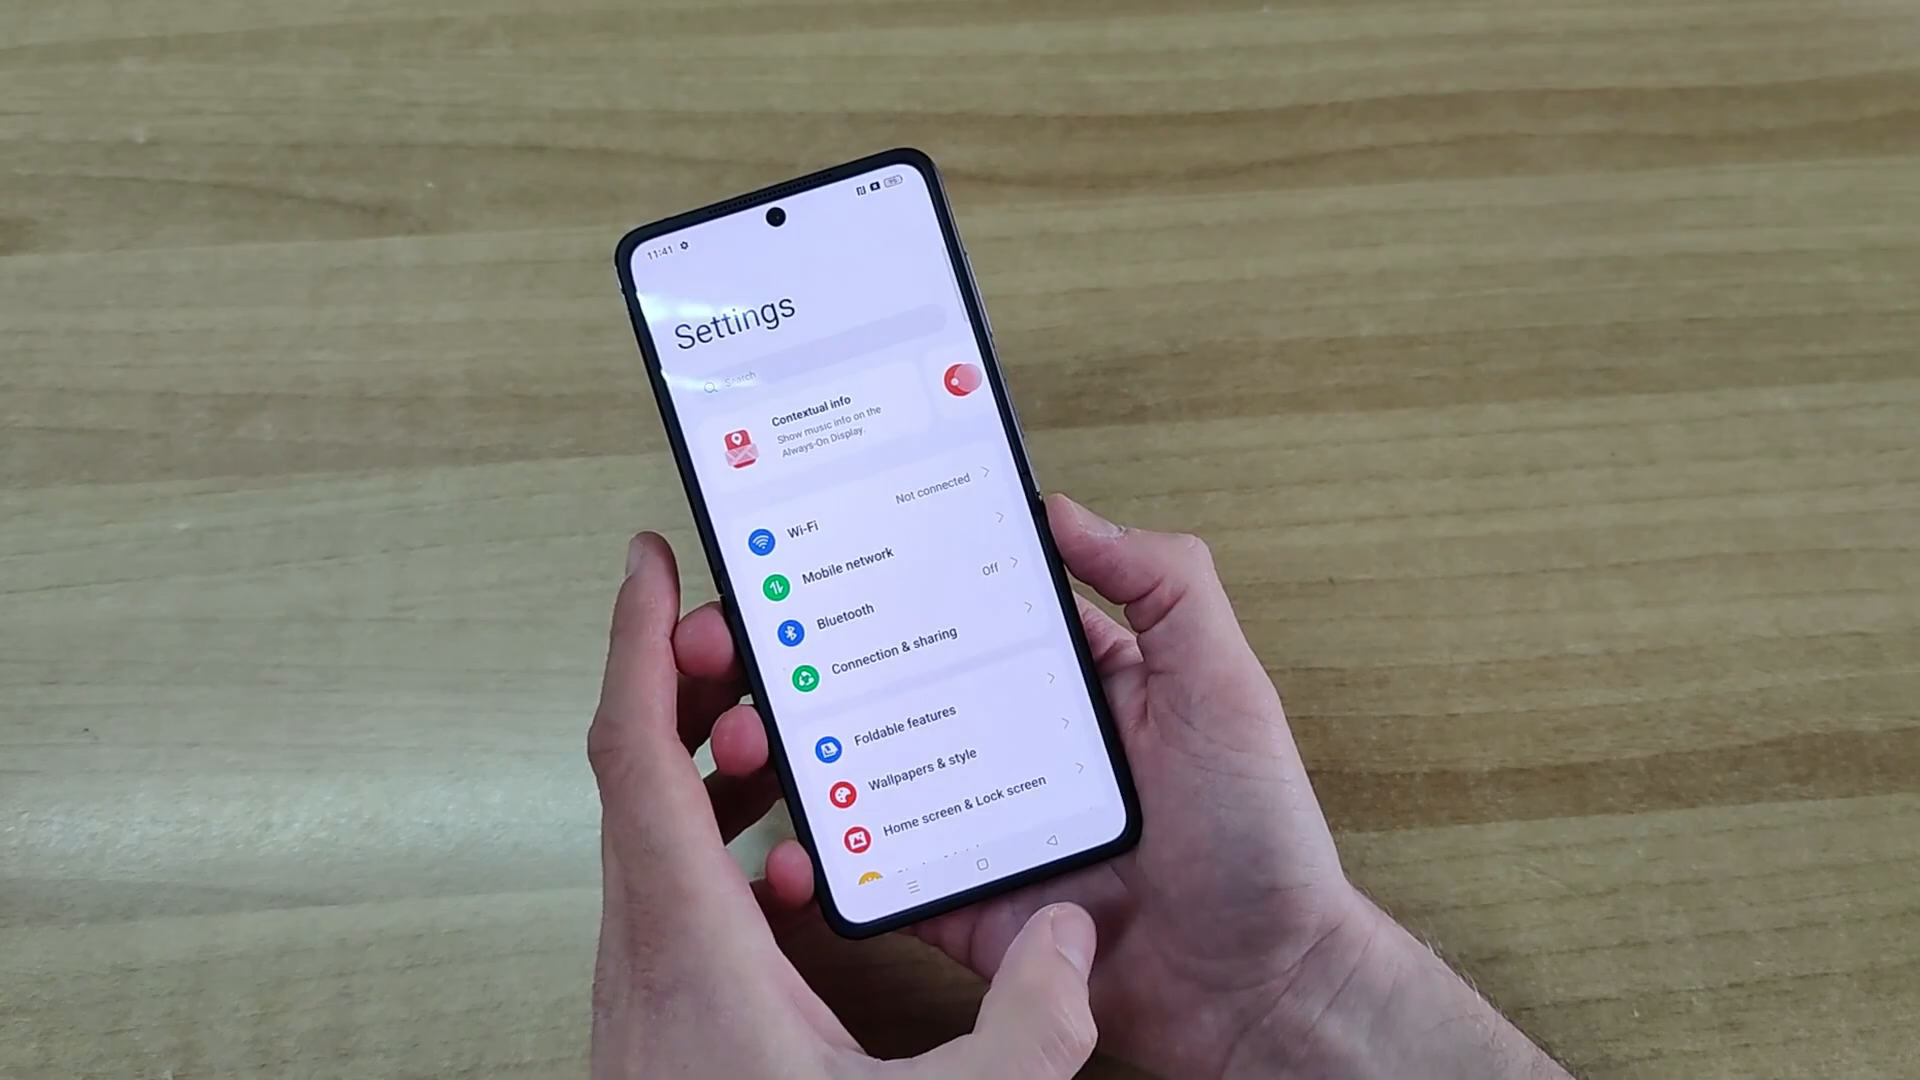 11:41
Settings
Search
Contextual info
Show music info on the
Always-On Display.
Wi-Fi
Not connected
Mobile network
Bluetooth
Off
Connection & sharing
Foldable features
Wallpapers & style
Home screen & Lock screen